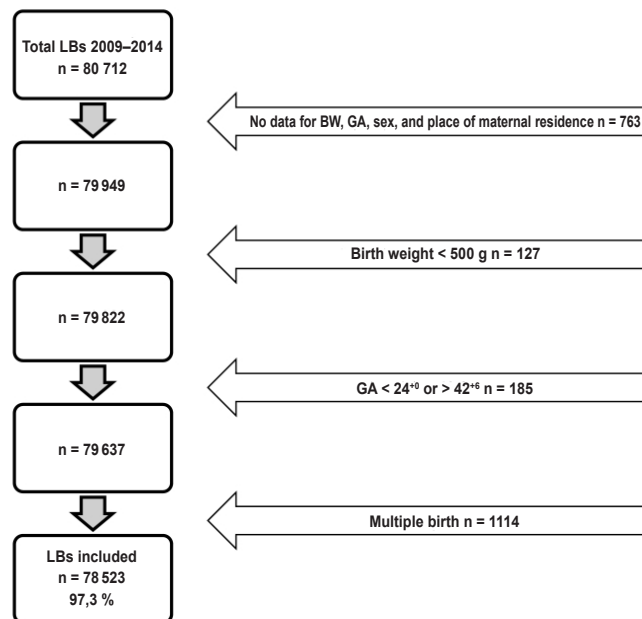 Total LBs 2009–2014
n = 80 712
No data for BW, GA, sex, and place of maternal residence n = 763
n = 79 949
Birth weight < 500 g n = 127
n = 79 822
GA < 24⁺⁰ or > 42⁺⁶ n = 185
n = 79 637
Multiple birth n = 1114
LBs included
n = 78 523
97,3 %